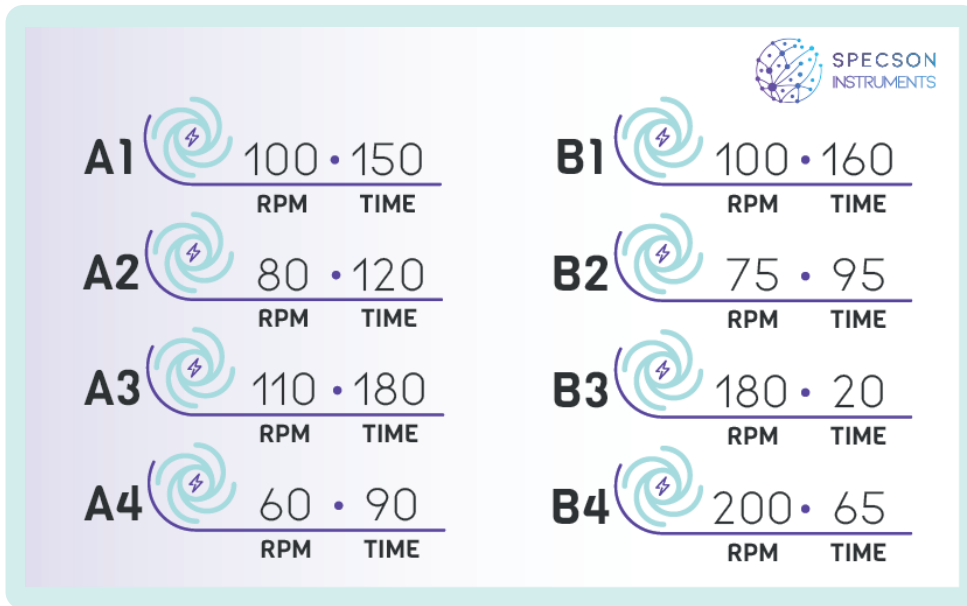 SPECSON
INSTRUMENTS
A1 100 • 150
RPM TIME
B1 100 • 160
RPM TIME
A2 80 • 120
RPM TIME
B2 75 • 95
RPM TIME
A3 110 • 180
RPM TIME
B3 180 • 20
RPM TIME
A4 60 • 90
RPM TIME
B4 200 • 65
RPM TIME